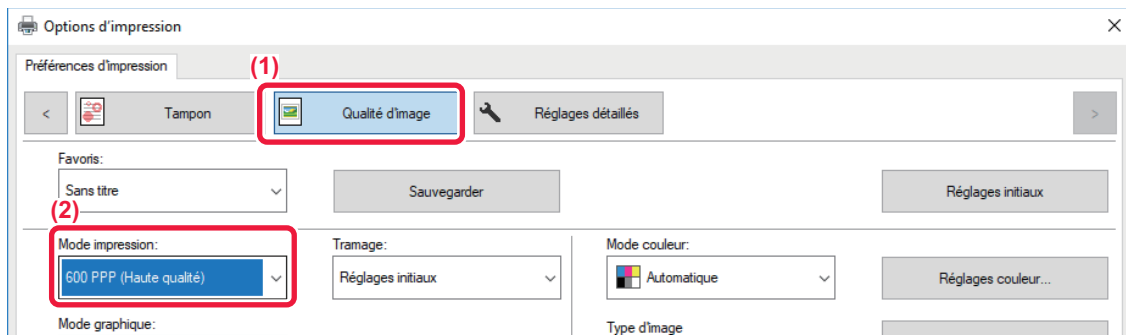 Options d'impression
Préférences d'impression
(1)
< Tampon Qualité d'image Réglages détaillés >
Favoris:
Sans titre Sauvegarder Réglages initiaux
(2)
Mode impression: Tramage: Mode couleur:
600 PPP (Haute qualité) Réglages initiaux Automatique Réglages couleur...
Mode graphique: Type d'image